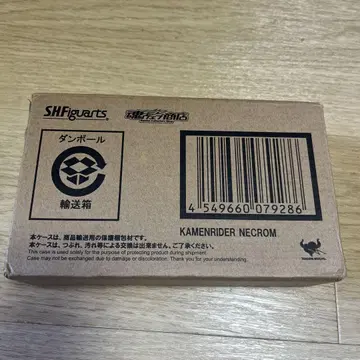 S.H.Figuarts
魂ウェブ商店
ダンボール
輸送箱
4 549660 079286
KAMENRIDER NECROM
本ケースは、商品輸送用の保護梱包材です。
本ケースは、つぶれ、汚れ等による交換は出来ません。ご了承ください。
This case is used solely for the purpose of protecting product during shipment.
Case may not be exchanged due to damage or discoloration. Thank you for your understanding.